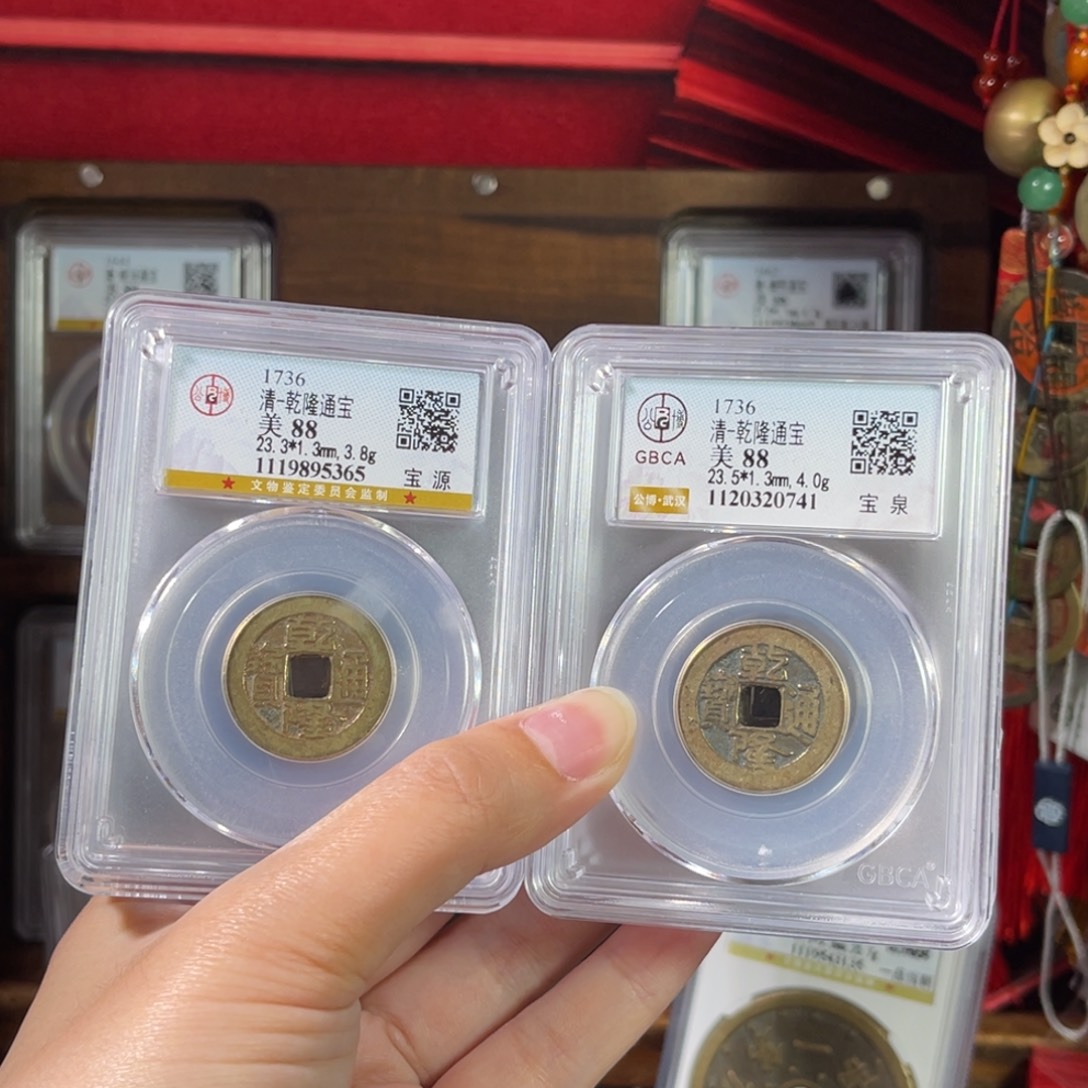 1736
清-乾隆通宝
美 88
23.3*1.3mm, 3.8g
1119895365
宝 源
★ 文物鉴定委员会监制 ★
乾
隆
通
寶
公
博
GBCA
1736
清-乾隆通宝
美 88
23.5*1.3mm, 4.0g
公博·武汉
1120320741
宝 泉
乾
隆
通
寶
GBCA